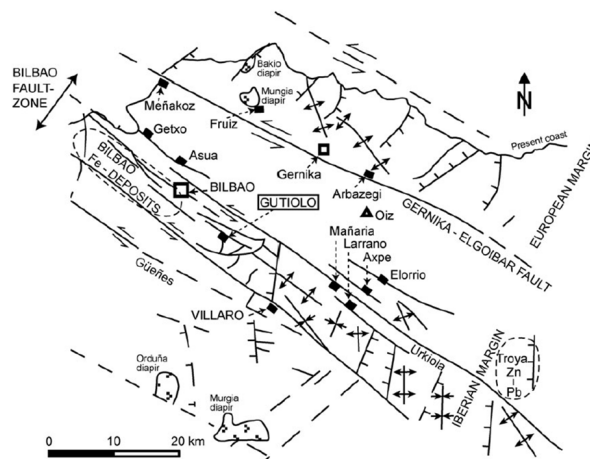 BILBAO
FAULT-
ZONE
Bakio
diapir
Mungia
diapir
Meñakoz
Fruiz
Getxo
Asua
Gernika
N
Present coast
EUROPEAN MARGIN
BILBAO
Fe - DEPOSITS
BILBAO
GUTIOLO
Arbazegi
Oiz
GERNIKA - ELGOIBAR FAULT
Mañaria
Larrano
Axpe
Elorrio
Güeñes
VILLARO
Urkiola
IBERIAN MARGIN
Troya
Zn
Pb
Orduña
diapir
Murgia
diapir
0 10 20 km